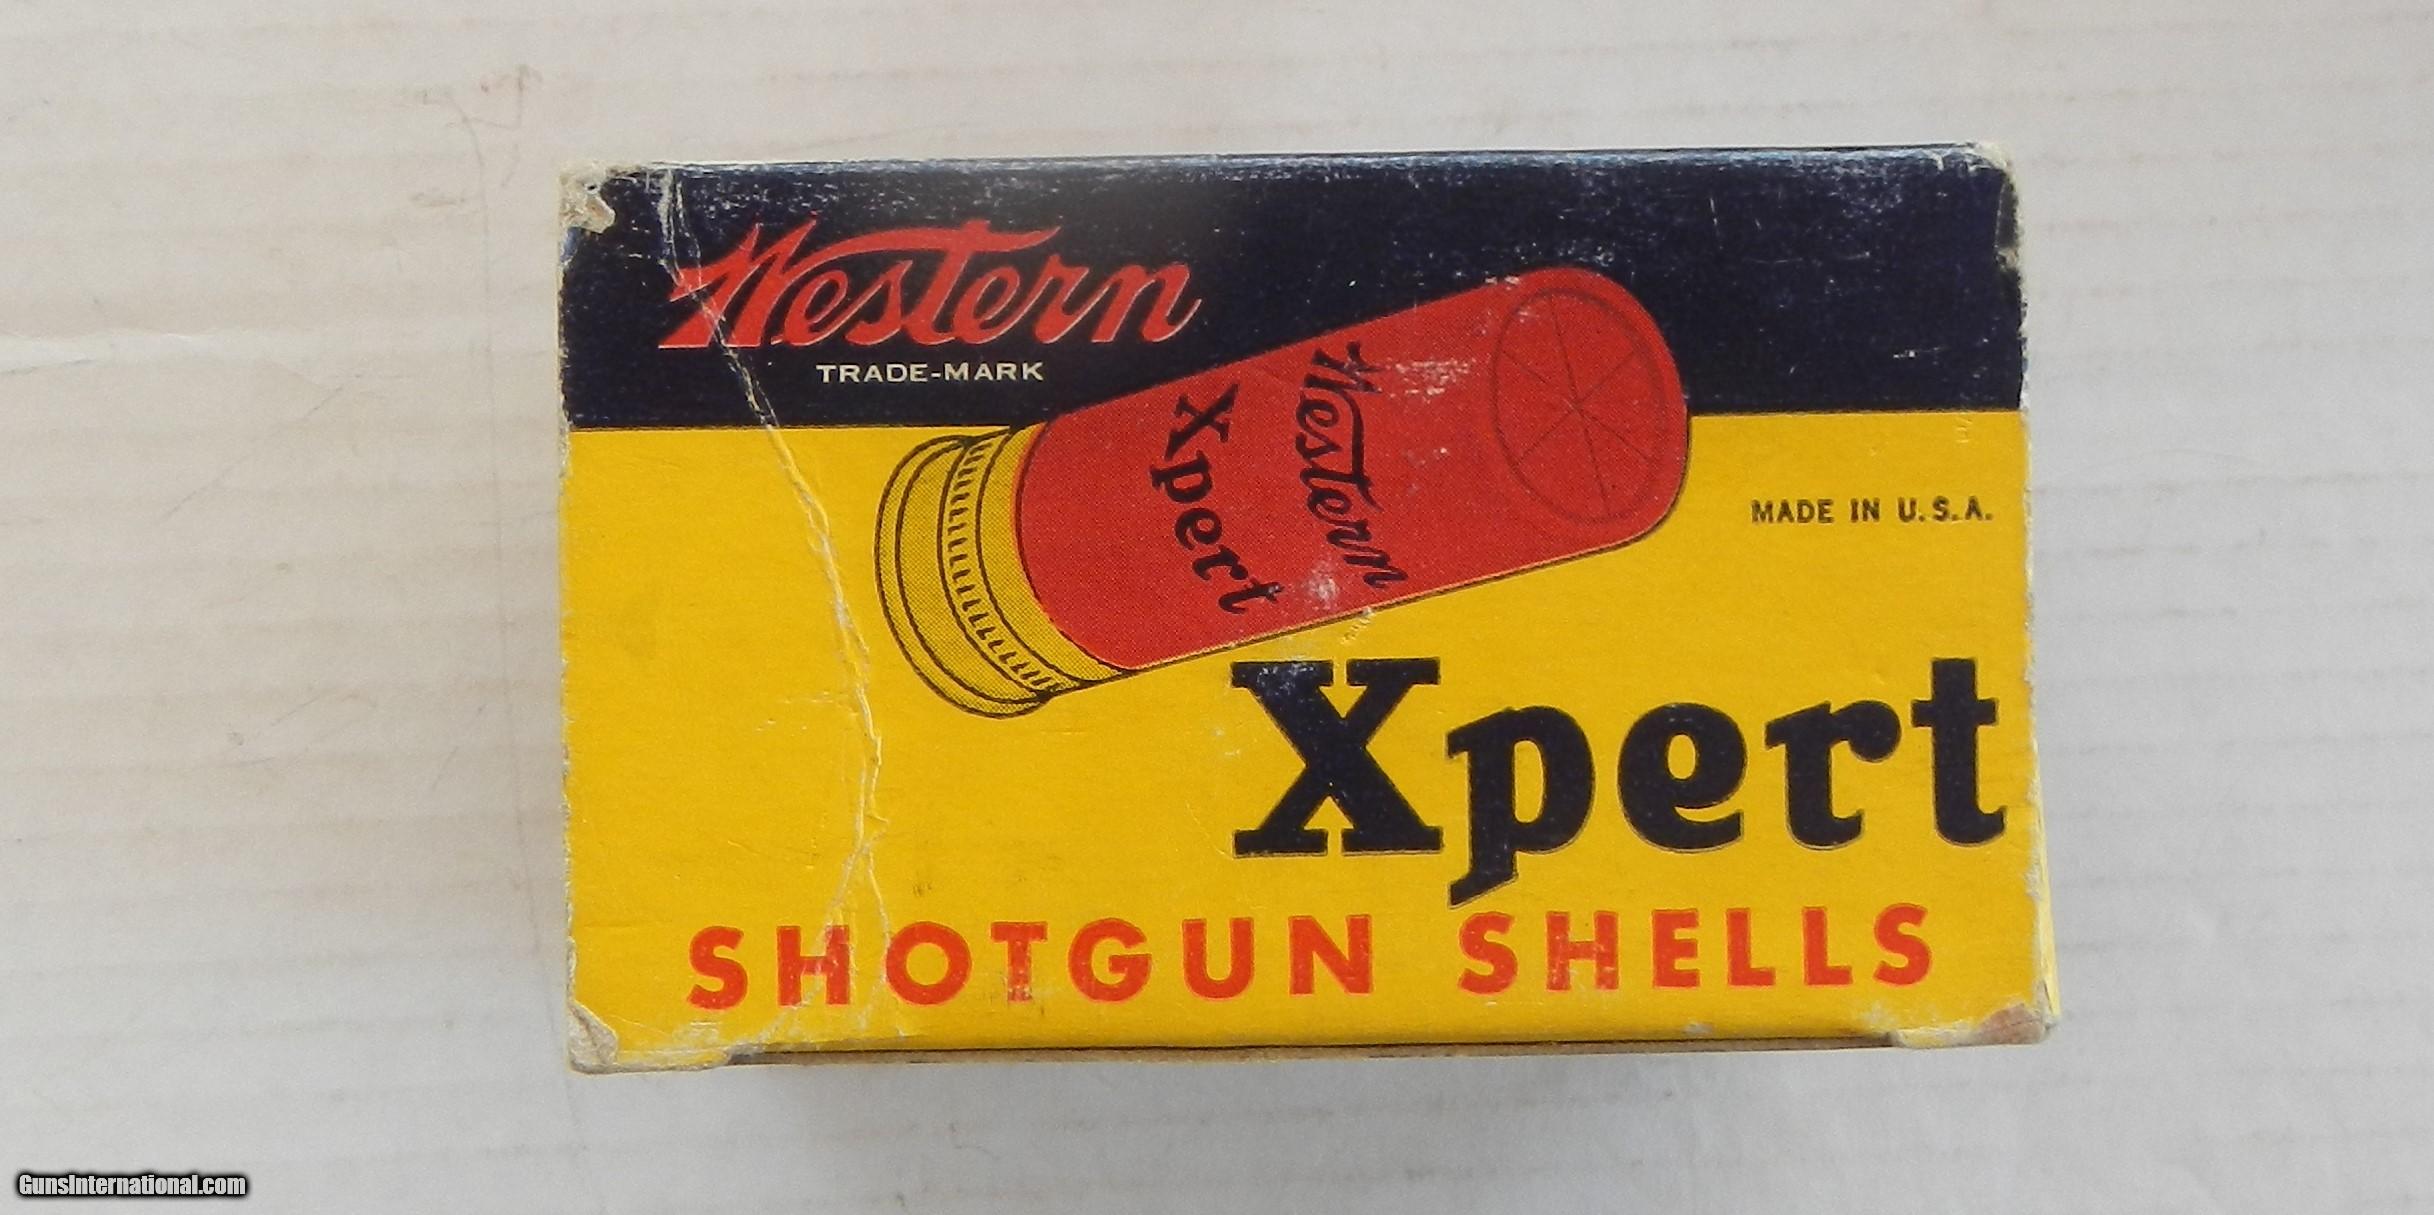 Western
TRADE-MARK
Western
Xpert
MADE IN U.S.A.
Xpert
SHOTGUN SHELLS
GunsInternational.com